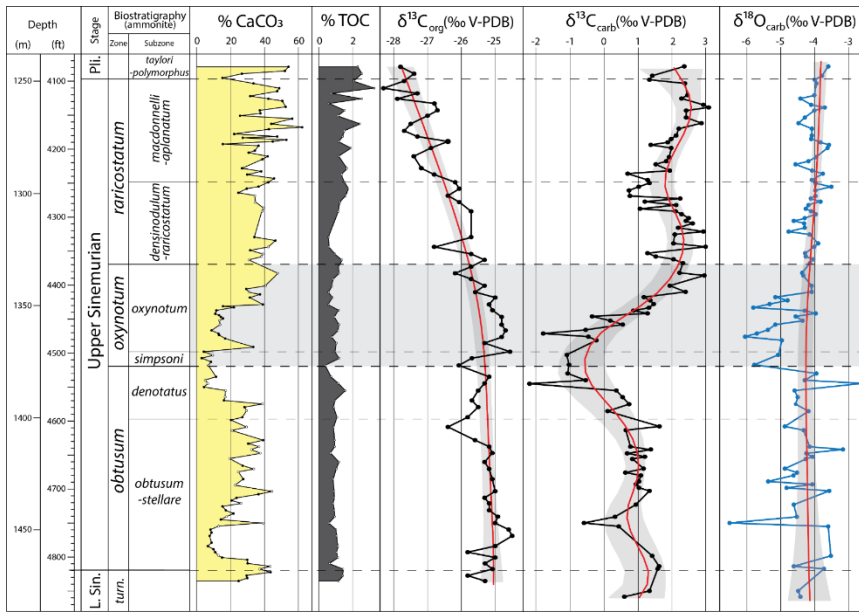 Depth
(m) (ft)
Stage
Biostratigraphy
(ammonite)
Zone Subzone
% CaCO₃
0 20 40 60
% TOC
0 2
δ¹³Corg(‰ V-PDB)
-28 -27 -26 -25
δ¹³Ccarb(‰ V-PDB)
-2 -1 0 1 2 3
δ¹⁸Ocarb(‰ V-PDB)
-6 -5 -4 -3
1250
1300
1350
1400
1450
4100
4200
4300
4400
4500
4600
4700
4800
Pli.
Upper Sinemurian
L. Sin.
raricostatum
oxynotum
obtusum
turn.
taylori
-polymorphus
macdonnelli
-aplanatum
densinodulum
-raricostatum
oxynotum
simpsoni
denotatus
obtusum
-stellare